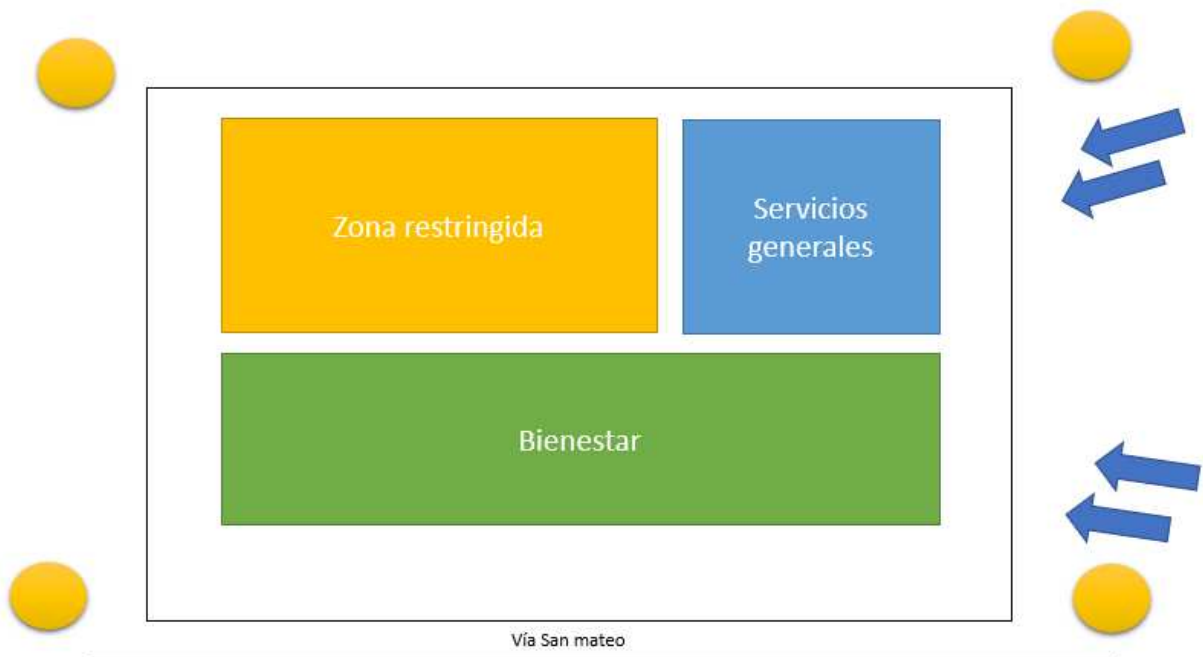 Zona restringida
Servicios
generales
Bienestar
Vía San mateo